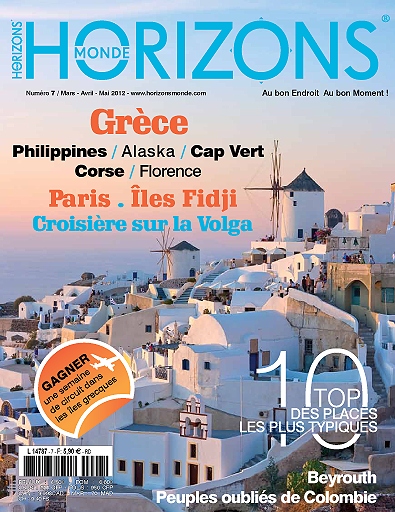 HORIZONS
HORIZONS
MONDE
®
Numéro 7 / Mars - Avril - Mai 2012 - www.horizonsmonde.com
Au bon Endroit Au bon Moment !
Grèce
Philippines / Alaska / Cap Vert
Corse / Florence
Paris . Îles Fidji
Croisière sur la Volga
GAGNER
une semaine
de circuit dans
les îles grecques
10
TOP
DES PLACES
LES PLUS TYPIQUES
L 14787 - 7 - F: 5,90 € - RD
Beyrouth
Peuples oubliés de Colombie